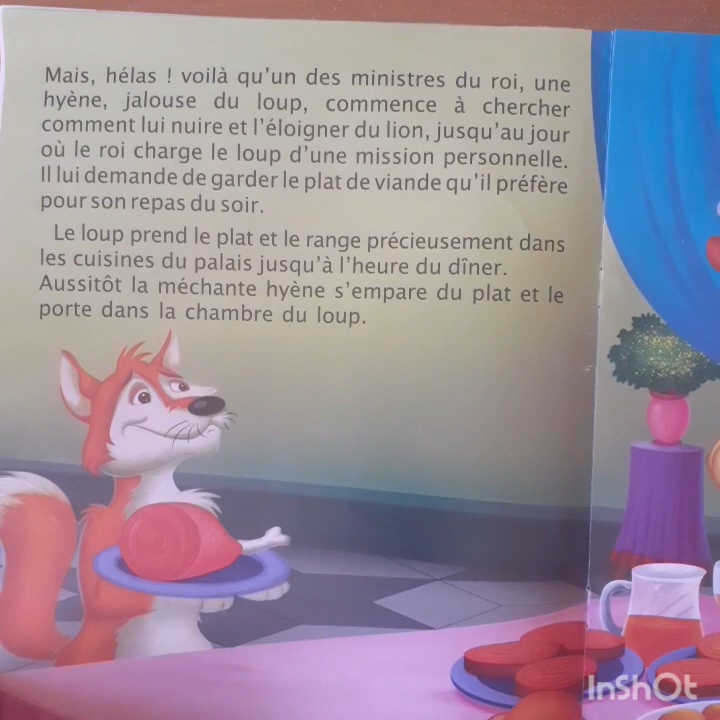 Mais, hélas ! voilà qu'un des ministres du roi, une
hyène, jalouse du loup, commence à chercher
comment lui nuire et l'éloigner du lion, jusqu'au jour
où le roi charge le loup d'une mission personnelle.
Il lui demande de garder le plat de viande qu'il préfère
pour son repas du soir.
Le loup prend le plat et le range précieusement dans
les cuisines du palais jusqu'à l'heure du dîner.
Aussitôt la méchante hyène s'empare du plat et le
porte dans la chambre du loup.
InShOt